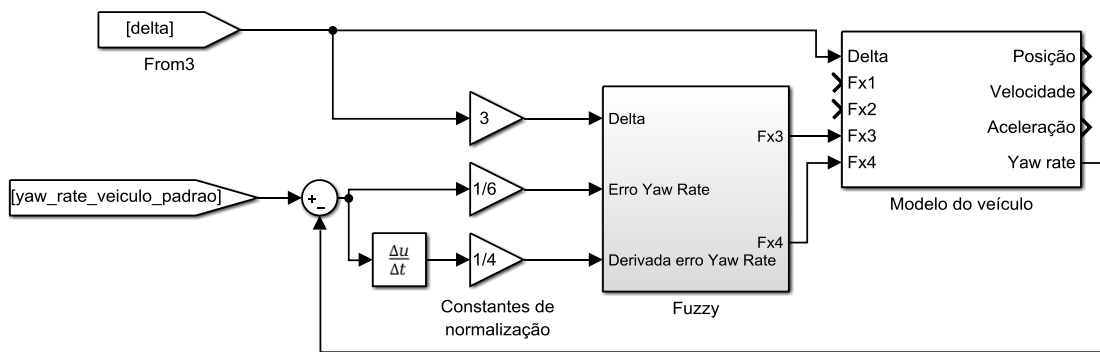 [delta]
From3
[yaw_rate_veiculo_padrao]
+
−
Δu
Δt
3
1/6
1/4
Constantes de
normalização
Delta
Erro Yaw Rate
Derivada erro Yaw Rate
Fx3
Fx4
Fuzzy
Delta
Fx1
Fx2
Fx3
Fx4
Posição
Velocidade
Aceleração
Yaw rate
Modelo do veículo